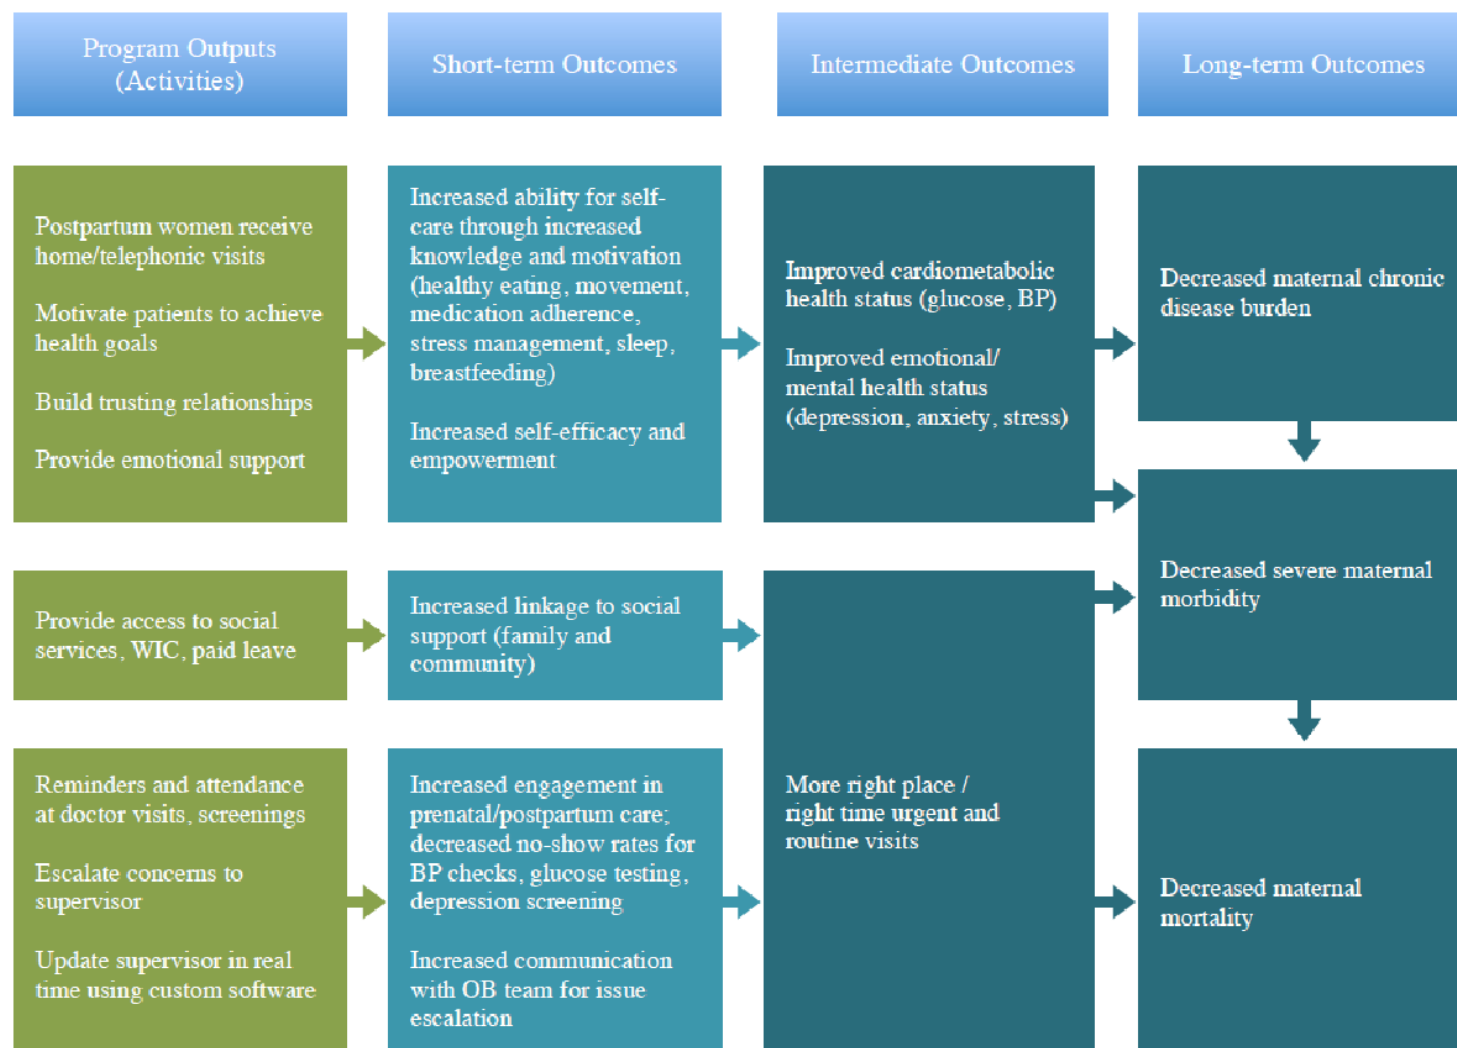 Program Outputs
(Activities)
Short-term Outcomes
Intermediate Outcomes
Long-term Outcomes
Postpartum women receive
home/telephonic visits
Motivate patients to achieve
health goals
Build trusting relationships
Provide emotional support
Increased ability for self-
care through increased
knowledge and motivation
(healthy eating, movement,
medication adherence,
stress management, sleep,
breastfeeding)
Increased self-efficacy and
empowerment
Improved cardiometabolic
health status (glucose, BP)
Improved emotional/
mental health status
(depression, anxiety, stress)
Decreased maternal chronic
disease burden
Decreased severe maternal
morbidity
Provide access to social
services, WIC, paid leave
Increased linkage to social
support (family and
community)
Reminders and attendance
at doctor visits, screenings
Escalate concerns to
supervisor
Update supervisor in real
time using custom software
Increased engagement in
prenatal/postpartum care;
decreased no-show rates for
BP checks, glucose testing,
depression screening
Increased communication
with OB team for issue
escalation
More right place /
right time urgent and
routine visits
Decreased maternal
mortality